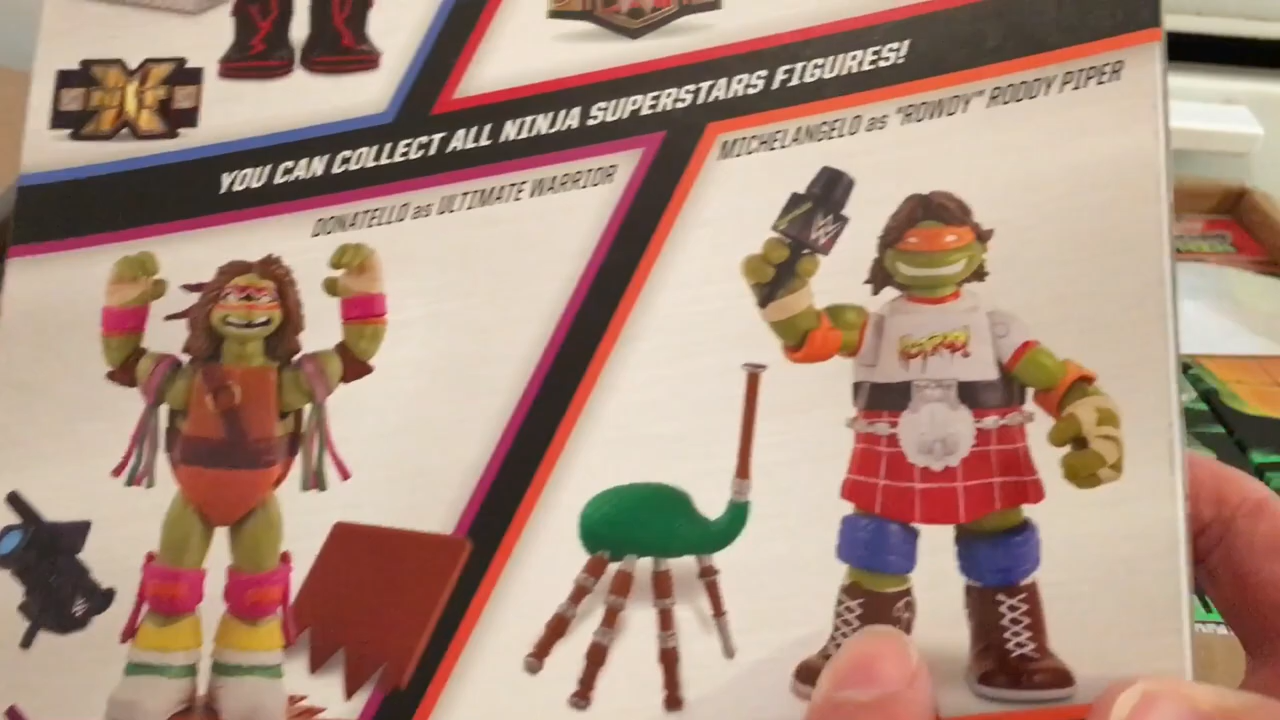 YOU CAN COLLECT ALL NINJA SUPERSTARS FIGURES!
DONATELLO as ULTIMATE WARRIOR
MICHELANGELO as "ROWDY" RODDY PIPER
W